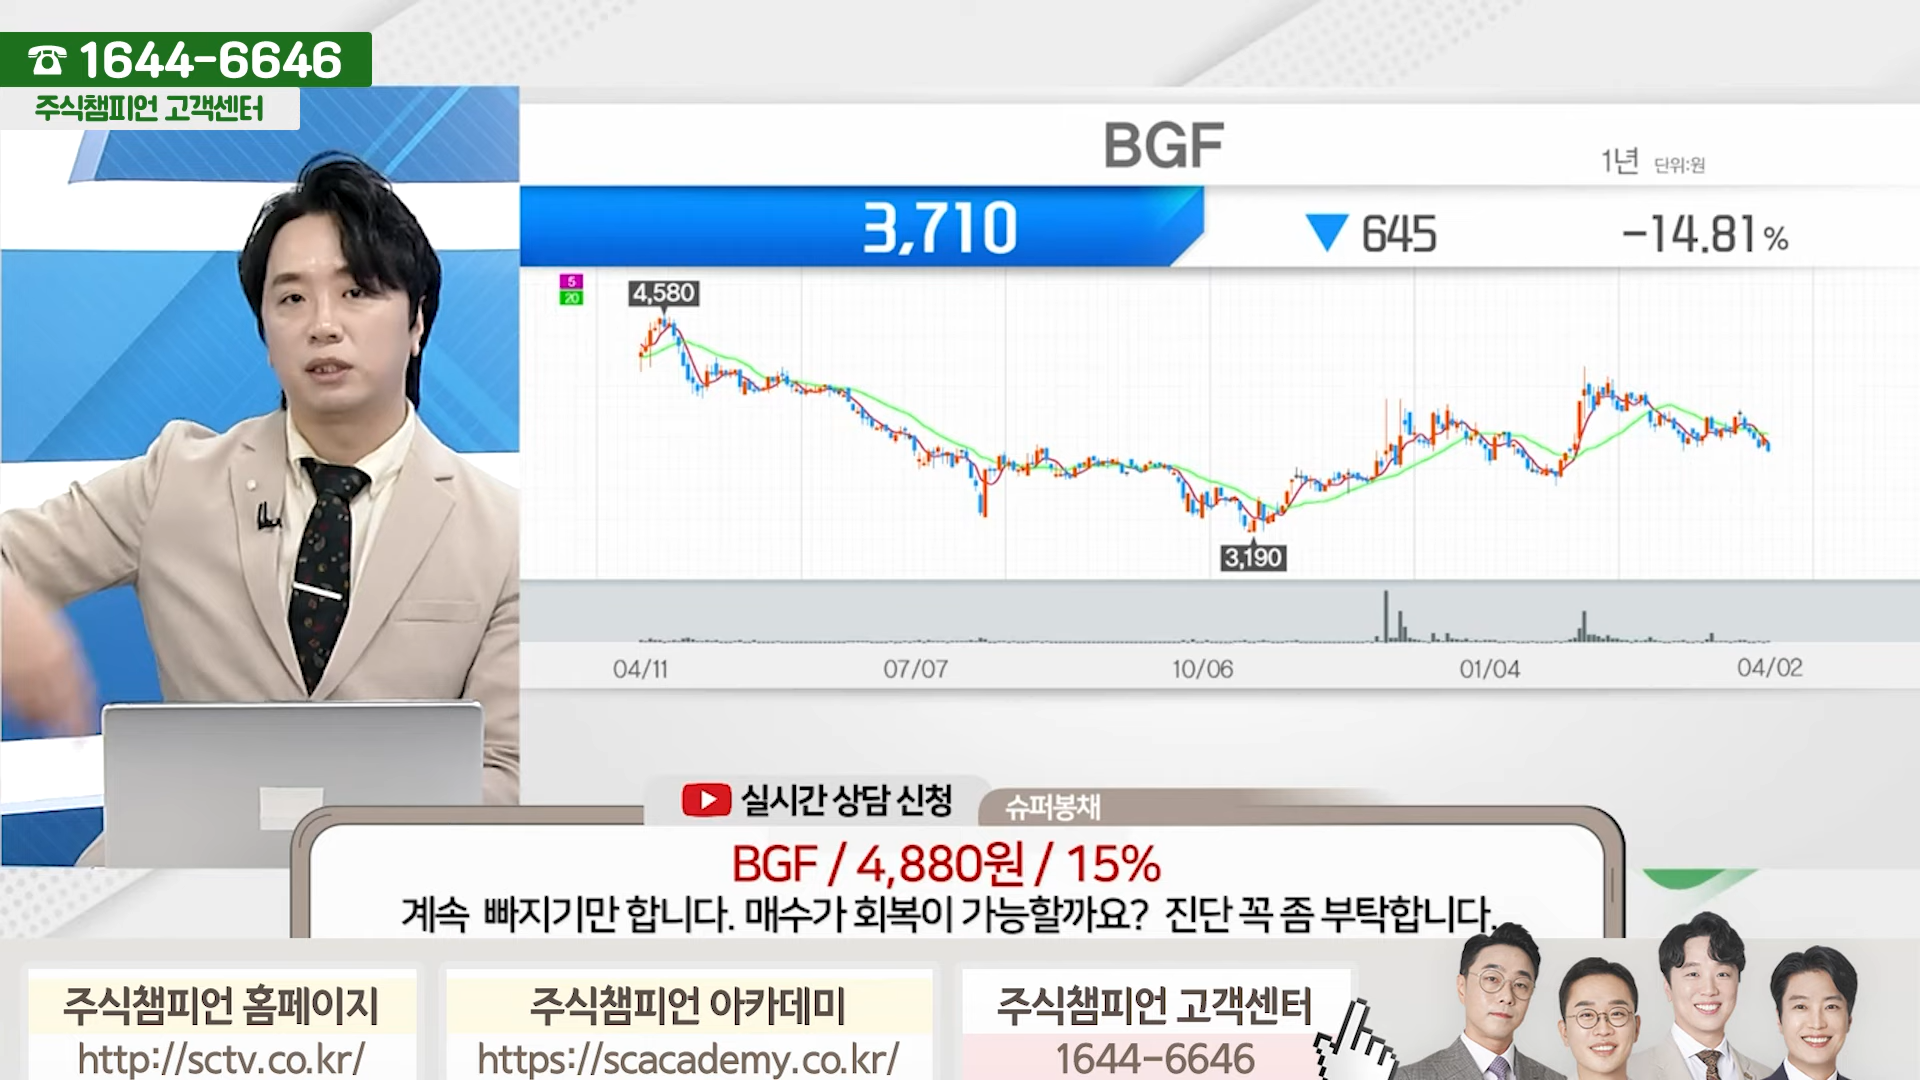 ☎ 1644-6646
주식챔피언 고객센터
BGF
1년 단위:원
3,710 ▼ 645 -14.81%
5
20
4,580
3,190
04/11 07/07 10/06 01/04 04/02
실시간 상담 신청 슈퍼봉채
BGF / 4,880원 / 15%
계속 빠지기만 합니다. 매수가 회복이 가능할까요? 진단 꼭 좀 부탁합니다.
주식챔피언 홈페이지
http://sctv.co.kr/
주식챔피언 아카데미
https://scacademy.co.kr/
주식챔피언 고객센터
1644-6646